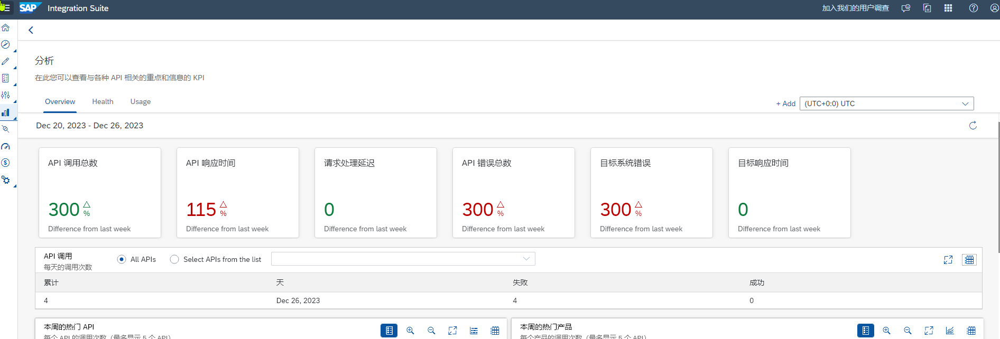 SAP Integration Suite
加入我们的用户调查
分析
在此您可以查看与各种 API 相关的重点和信息的 KPI
Overview Health Usage
+ Add (UTC+0:0) UTC
Dec 20, 2023 - Dec 26, 2023
API 调用总数
300 %
Difference from last week
API 响应时间
115 %
Difference from last week
请求处理延迟
0
Difference from last week
API 错误总数
300 %
Difference from last week
目标系统错误
300 %
Difference from last week
目标响应时间
0
Difference from last week
API 调用
每天的调用次数
All APIs Select APIs from the list
累计 天 失败 成功
4 Dec 26, 2023 4 0
本周的热门 API
每个 API 的调用次数（最多显示 5 个 API）
本周的热门产品
每个产品的调用次数（最多显示 5 个 API）